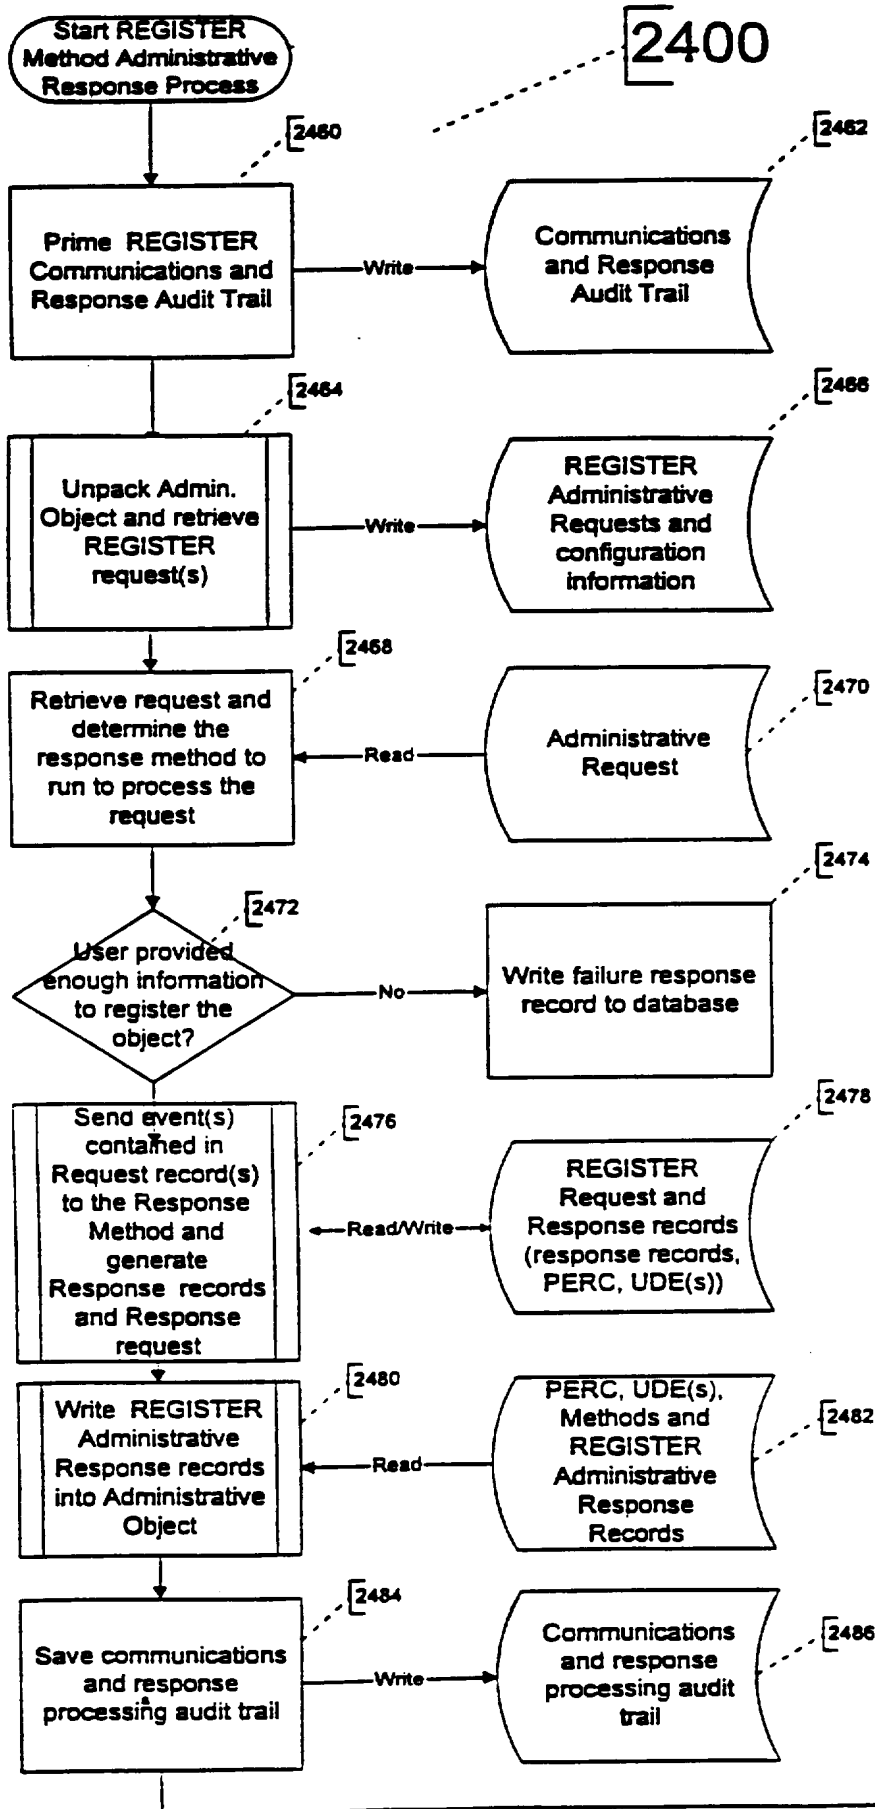 Start REGISTER
Method Administrative
Response Process
2400
2460
2462
Prime REGISTER
Communications and
Response Audit Trail
Write
Communications
and Response
Audit Trail
2464
2466
Unpack Admin.
Object and retrieve
REGISTER
request(s)
Write
REGISTER
Administrative
Requests and
configuration
information
2468
2470
Retrieve request and
determine the
response method to
run to process the
request
Read
Administrative
Request
2472
2474
User provided
enough information
to register the
object?
No
Write failure response
record to database
2476
2478
Send event(s)
contained in
Request record(s)
to the Response
Method and
generate
Response records
and Response
request
Read/Write
REGISTER
Request and
Response records
(response records,
PERC, UDE(s))
2480
2482
Write REGISTER
Administrative
Response records
into Administrative
Object
Read
PERC, UDE(s),
Methods and
REGISTER
Administrative
Response
Records
2484
2486
Save communications
and response
processing audit trail
Write
Communications
and response
processing audit
trail